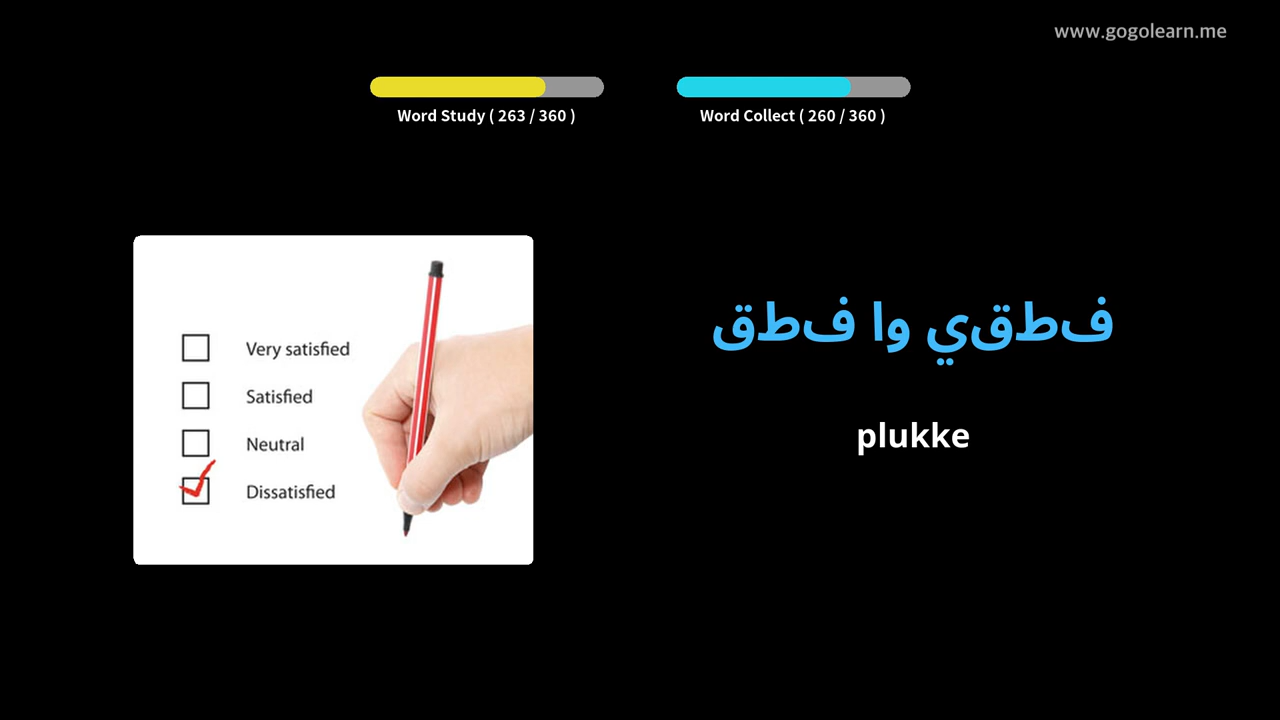 www.gogolearn.me
Word Study ( 263 / 360 )
Word Collect ( 260 / 360 )
Very satisfied
Satisfied
Neutral
Dissatisfied
فطقي وا فطق
plukke